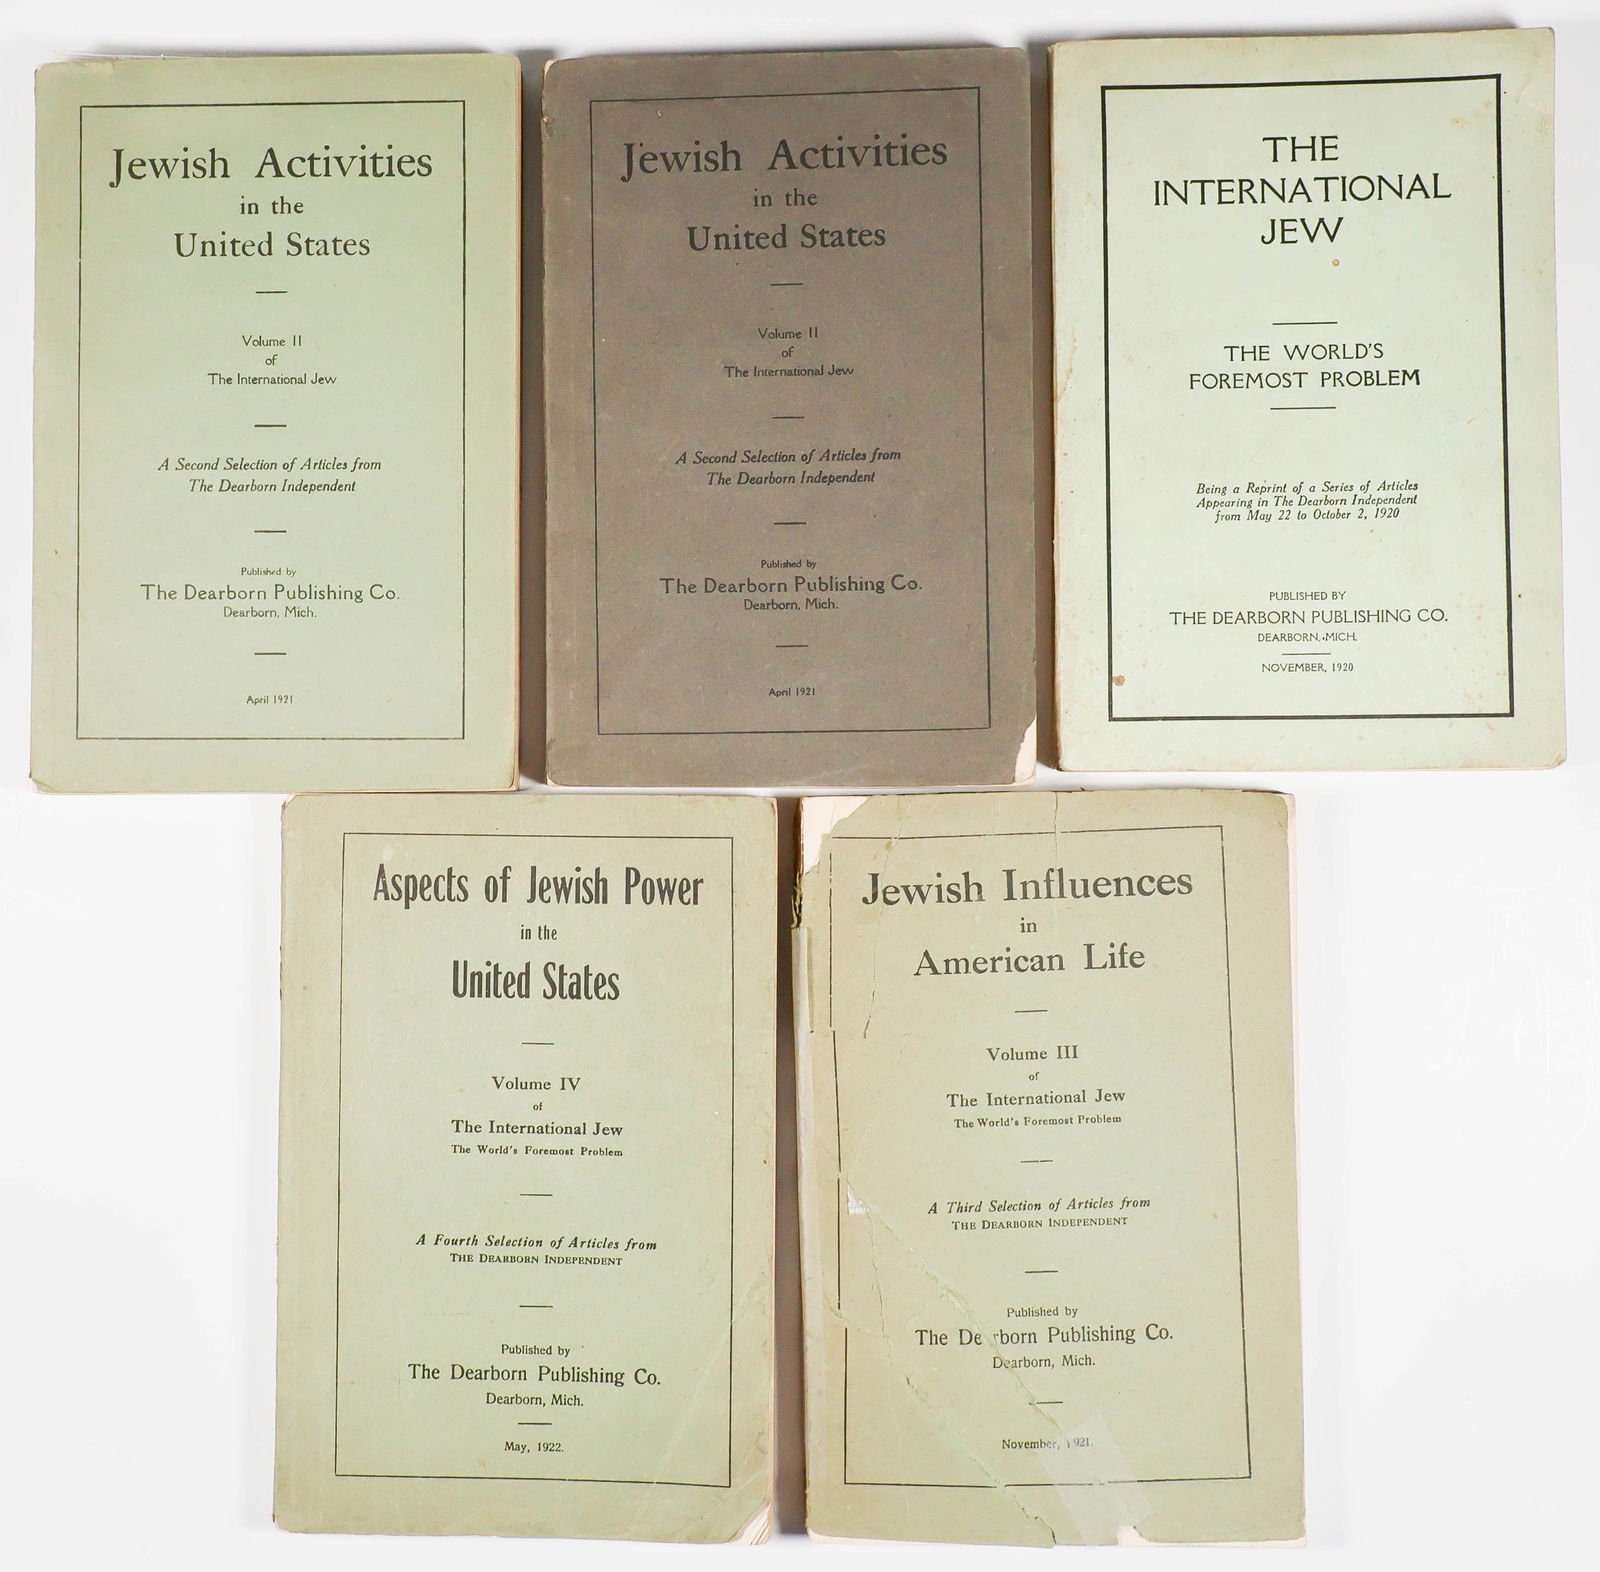 Jewish Activities
in the
United States
Volume II
of
The International Jew
A Second Selection of Articles from
The Dearborn Independent
Published by
The Dearborn Publishing Co.
Dearborn, Mich.
April 1921
Jewish Activities
in the
United States
Volume II
of
The International Jew
A Second Selection of Articles from
The Dearborn Independent
Published by
The Dearborn Publishing Co.
Dearborn, Mich.
April 1921
THE
INTERNATIONAL
JEW
THE WORLD'S
FOREMOST PROBLEM
Being a Reprint of a Series of Articles
Appearing in The Dearborn Independent
from May 22 to October 2, 1920
PUBLISHED BY
THE DEARBORN PUBLISHING CO.
DEARBORN, MICH.
NOVEMBER, 1920
Aspects of Jewish Power
in the
United States
Volume IV
of
The International Jew
The World's Foremost Problem
A Fourth Selection of Articles from
THE DEARBORN INDEPENDENT
Published by
The Dearborn Publishing Co.
Dearborn, Mich.
May, 1922.
Jewish Influences
in
American Life
Volume III
of
The International Jew
The World's Foremost Problem
A Third Selection of Articles from
THE DEARBORN INDEPENDENT
Published by
The De rborn Publishing Co.
Dearborn, Mich.
November, 1921.